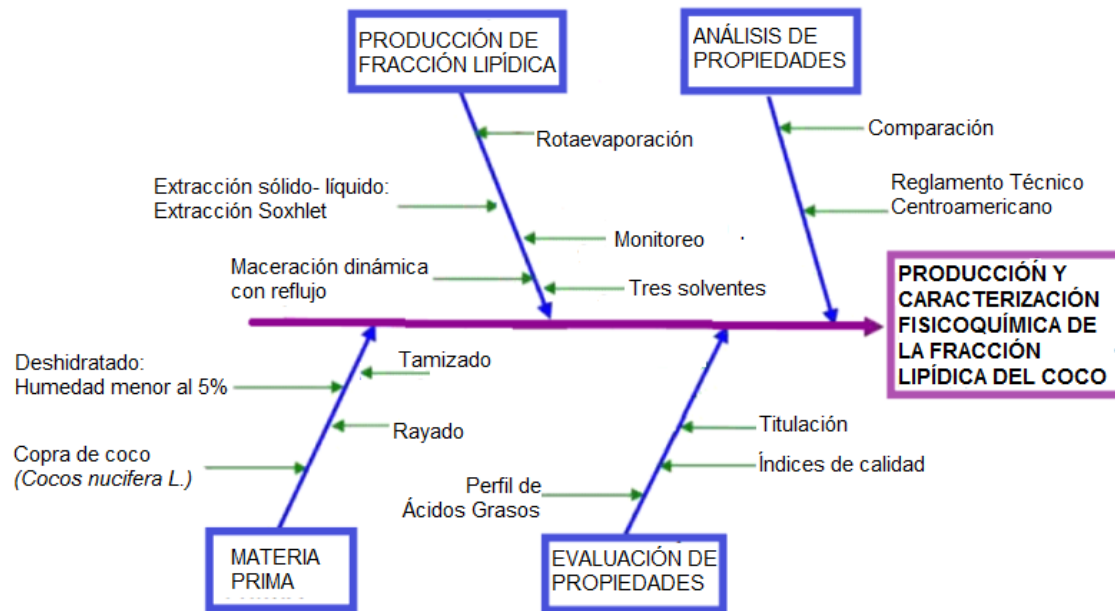 PRODUCCIÓN DE
FRACCIÓN LIPÍDICA
ANÁLISIS DE
PROPIEDADES
Rotaevaporación
Comparación
Extracción sólido- líquido:
Extracción Soxhlet
Reglamento Técnico
Centroamericano
Monitoreo
Maceración dinámica
con reflujo
Tres solventes
PRODUCCIÓN Y
CARACTERIZACIÓN
FISICOQUÍMICA DE
LA FRACCIÓN
LIPÍDICA DEL COCO
Deshidratado:
Humedad menor al 5%
Tamizado
Rayado
Copra de coco
(Cocos nucifera L.)
Titulación
Índices de calidad
Perfil de
Ácidos Grasos
MATERIA
PRIMA
EVALUACIÓN DE
PROPIEDADES